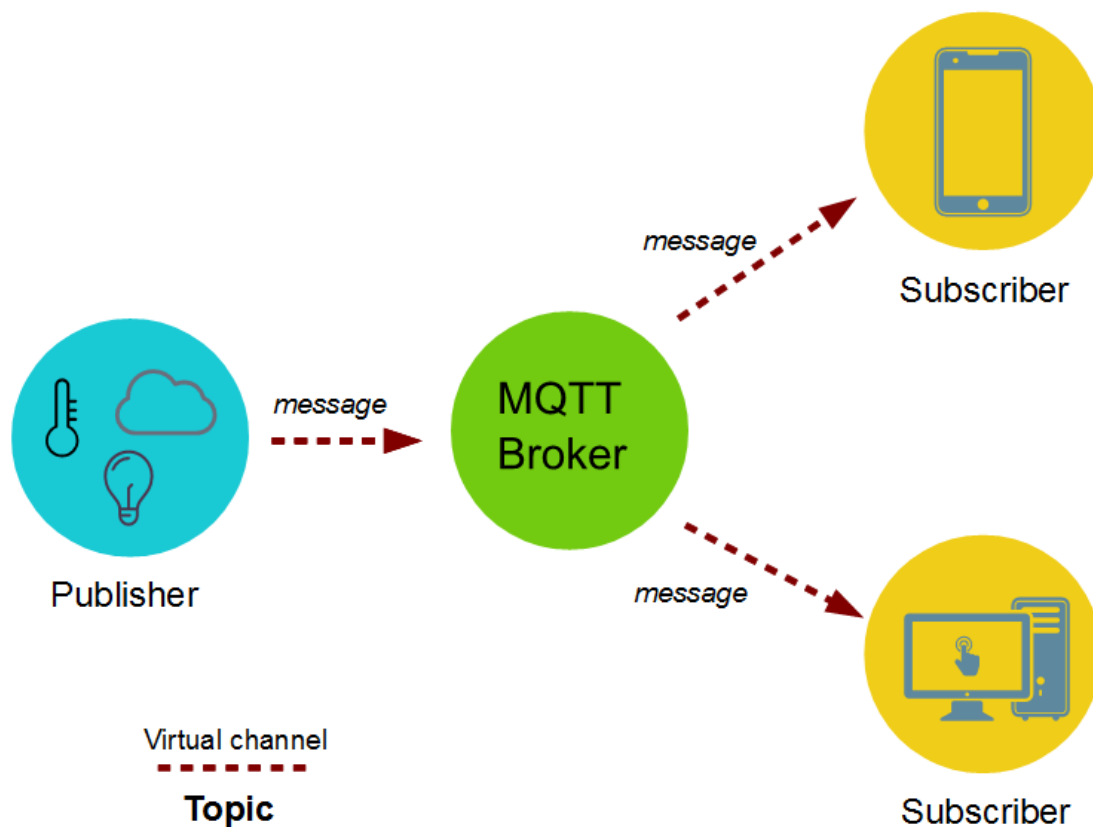 message
Subscriber
message
MQTT
Broker
Publisher
message
Virtual channel
Topic
Subscriber